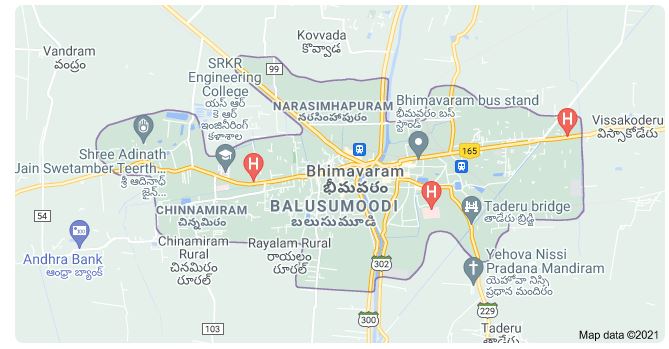 Kovvada
కొవ్వాడ
Vandram
వంద్రం
SRKR
Engineering
College
యస్ ఆర్
కె ఆర్
ఇంజినీరింగ్
కళాశాల
99
NARASIMHAPURAM
నరసింహాపురం
Bhimavaram bus stand
భీమవరం బస్
స్టాండ్
Vissakoderu
విస్సాకోడేరు
H
165
Shree Adinath
Jain Swetamber Teerth...
శ్రీ ఆదినాథ్
జైన్...
H
Bhimavaram
భీమవరం
H
BALUSUMOODI
బలుసుమూడి
Taderu bridge
తాడేరు బ్రిడ్జి
CHINNAMIRAM
చిన్నమిరం
54
Chinamiram
Rural
చినమిరం
రూరల్
Rayalam Rural
రాయలం
రూరల్
Andhra Bank
ఆంధ్రా బ్యాంక్
302
Yehova Nissi
Pradana Mandiram
యెహోవా నిస్సి
ప్రధాన మందిరం
229
300
103
Taderu
తాడేరు
Map data ©2021